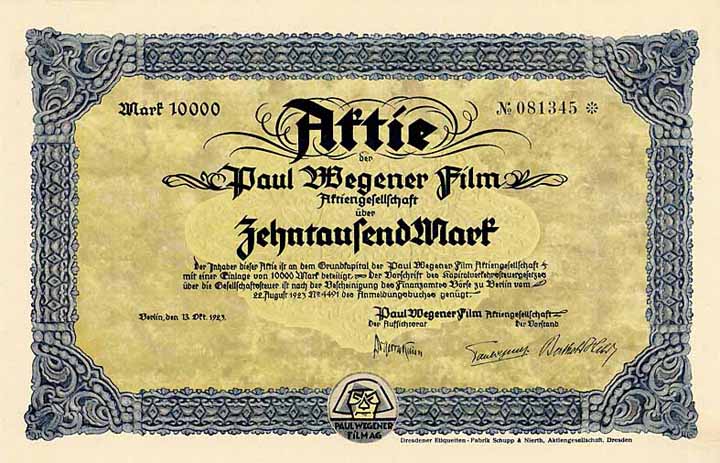 Mark 10000
№ 081345 *
Aktie
der
Paul Wegener Film
Aktiengesellschaft
über
Zehntausend Mark
Der Inhaber dieser Aktie ist an dem Grundkapital der Paul Wegener Film Aktiengesellschaft
mit einer Einlage von 10000 Mark beteiligt. Der Vorschrift des Kapitalverkehrsteuergesetzes
über die Gesellschaftssteuer ist nach der Bescheinigung des Finanzamtes Börse zu Berlin vom
22. August 1923 Nr. 4491 des Anmeldungsbuches genügt.
Berlin, den 13. Okt. 1923.
Paul Wegener Film Aktiengesellschaft
Der Aufsichtsrat
Der Vorstand
PAUL WEGENER
FILM AG
Dresdener Etiquetten-Fabrik Schupp & Nierth, Aktiengesellschaft, Dresden